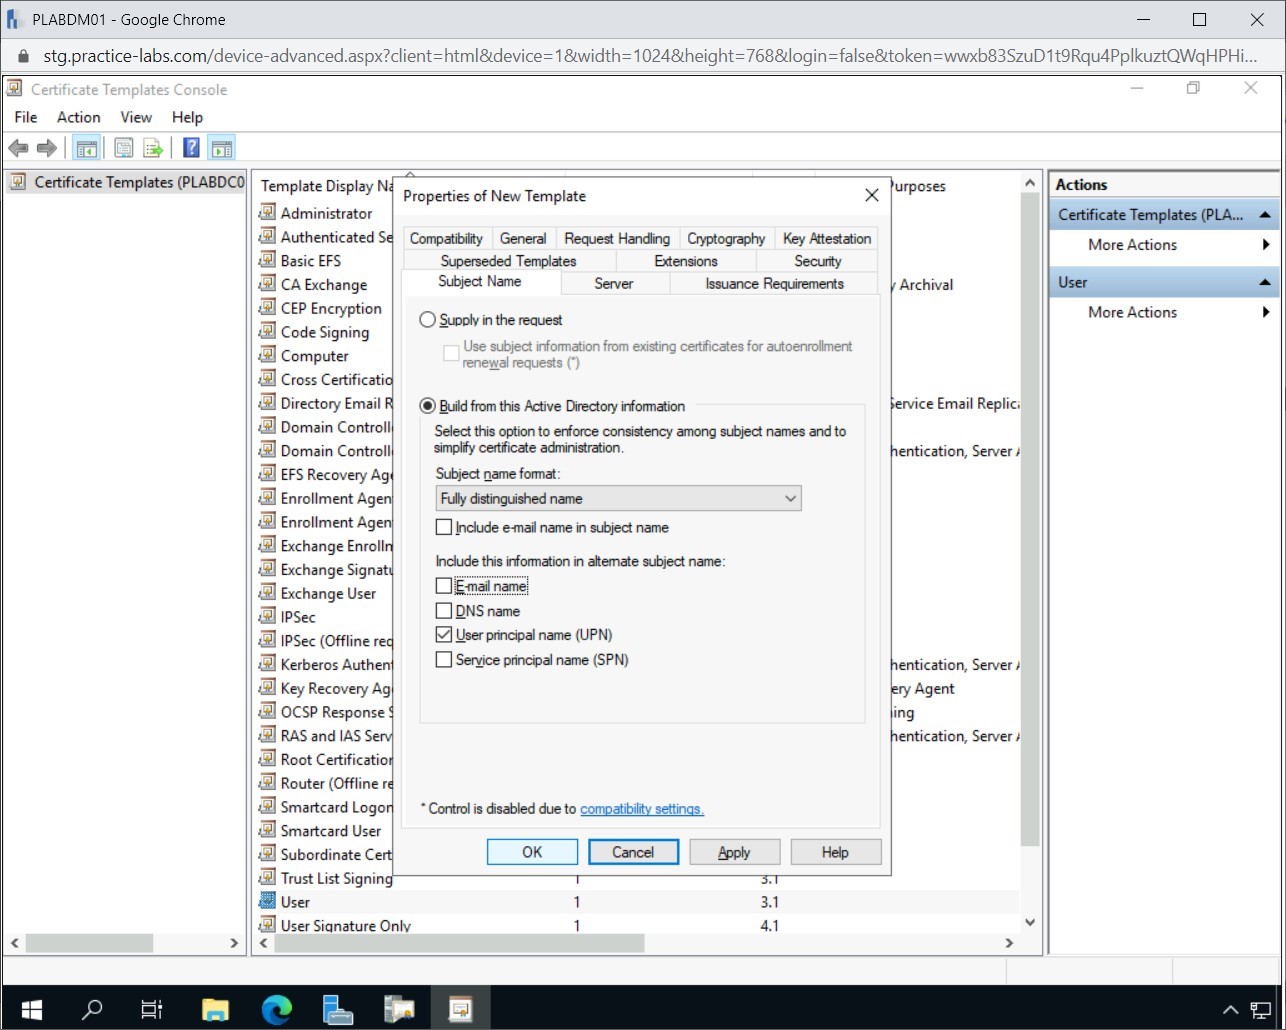 PLABDM01 - Google Chrome
stg.practice-labs.com/device-advanced.aspx?client=html&device=1&width=1024&height=768&login=false&token=wwxb83SzuD1t9Rqu4PplkuztQWqHPHi...
Certificate Templates Console
File Action View Help
Certificate Templates (PLABDC0
Template Display Na
Purposes
Administrator
Authenticated Se
Basic EFS
CA Exchange
y Archival
CEP Encryption
Code Signing
Computer
Cross Certificatio
Directory Email R
Service Email Replica
Domain Controll
Domain Controll
hentication, Server A
EFS Recovery Age
Enrollment Agen
Enrollment Agen
Exchange Enrolln
Exchange Signatu
Exchange User
IPSec
IPSec (Offline req
Kerberos Authent
hentication, Server A
Key Recovery Ag
ery Agent
OCSP Response S
ing
RAS and IAS Serv
hentication, Server A
Root Certification
Router (Offline re
Smartcard Logon
Smartcard User
Subordinate Cert
Trust List Signing 1 3.1
User 1 3.1
User Signature Only 1 4.1
Properties of New Template
Compatibility General Request Handling Cryptography Key Attestation
Superseded Templates Extensions Security
Subject Name Server Issuance Requirements
Supply in the request
Use subject information from existing certificates for autoenrollment
renewal requests (*)
Build from this Active Directory information
Select this option to enforce consistency among subject names and to
simplify certificate administration.
Subject name format:
Fully distinguished name
Include e-mail name in subject name
Include this information in alternate subject name:
E-mail name
DNS name
User principal name (UPN)
Service principal name (SPN)
* Control is disabled due to compatibility settings.
OK Cancel Apply Help
Actions
Certificate Templates (PLA...
More Actions
User
More Actions